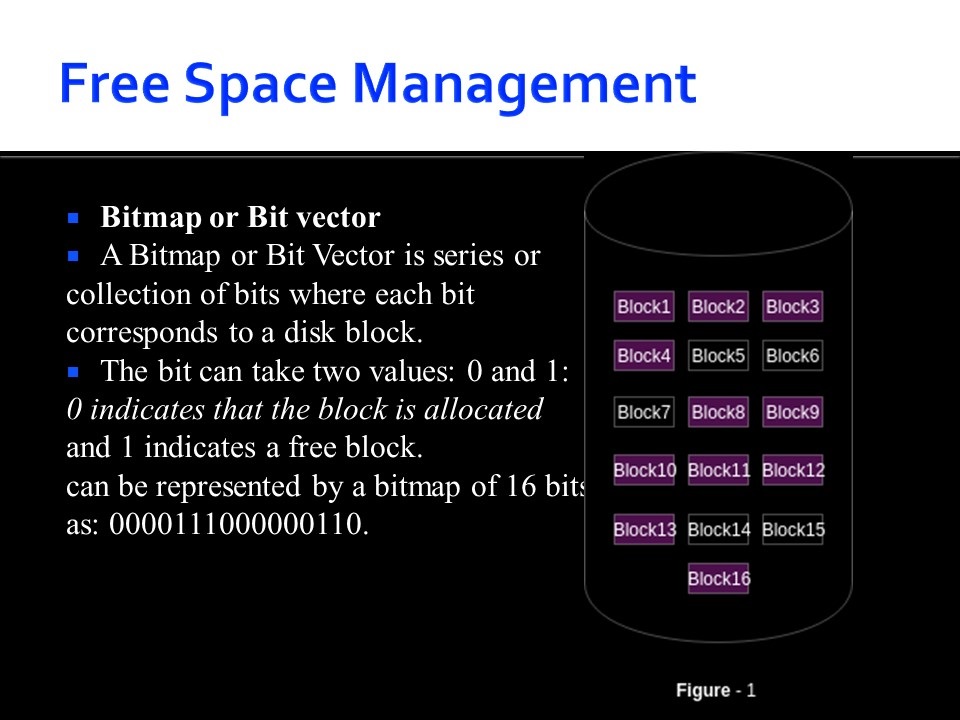 Free Space Management
Bitmap or Bit vector
A Bitmap or Bit Vector is series or
collection of bits where each bit
corresponds to a disk block.
The bit can take two values: 0 and 1:
0 indicates that the block is allocated
and 1 indicates a free block.
can be represented by a bitmap of 16 bits
as: 0000111000000110.
Block1 Block2 Block3
Block4 Block5 Block6
Block7 Block8 Block9
Block10 Block11 Block12
Block13 Block14 Block15
Block16
Figure - 1